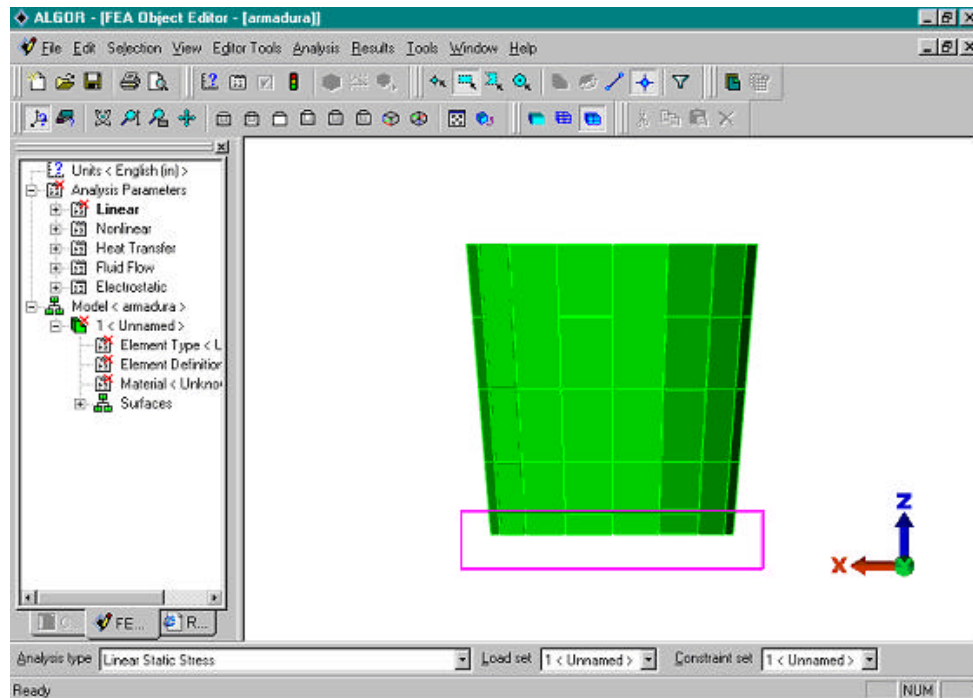 ALGOR - [FEA Object Editor - [armadura]]
File Edit Selection View Editor Tools Analysis Results Tools Window Help
Units < English (in) >
Analysis Parameters
Linear
Nonlinear
Heat Transfer
Fluid Flow
Electrostatic
Model < armadura >
1 < Unnamed >
Element Type < U
Element Definition
Material < Unkno
Surfaces
Z
X
FE... R...
Analysis type Linear Static Stress Load set 1 < Unnamed > Constraint set 1 < Unnamed >
Ready NUM